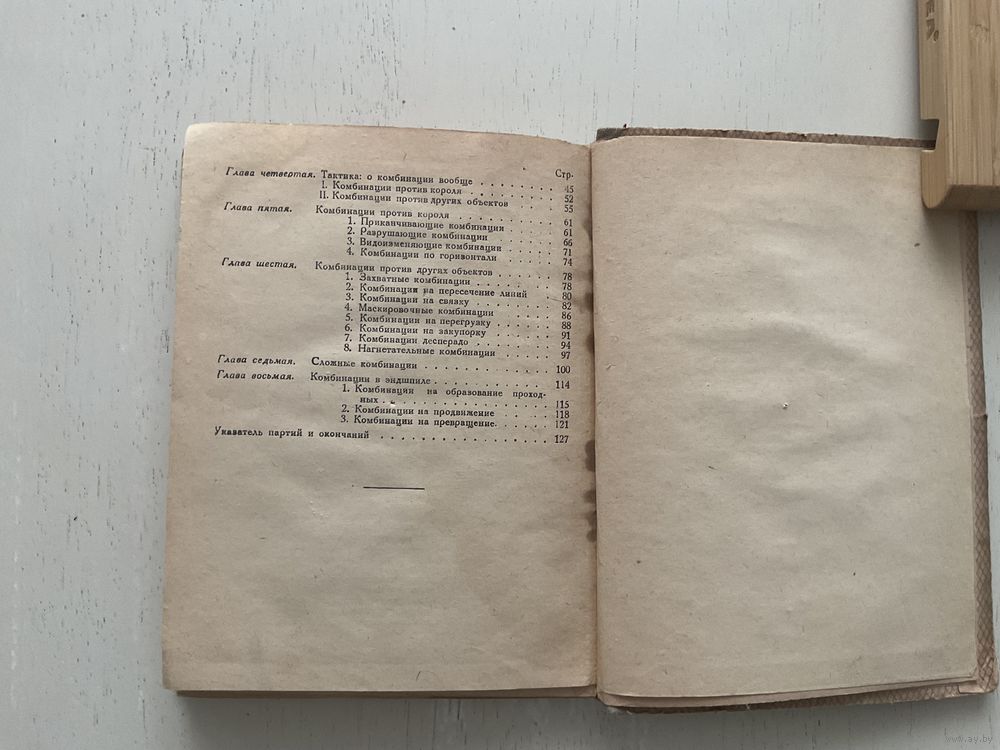 Стр.
Глава четвертая. Тактика: о комбинации вообще . . . . . . . . 45
I. Комбинации против короля . . . . . . . . 52
II. Комбинации против других объектов . . . . 55
Глава пятая. Комбинации против короля . . . . . . . . 61
1. Приканчивающие комбинации . . . . 61
2. Разрушающие комбинации . . . . 66
3. Видоизменяющие комбинации . . . . 71
4. Комбинации по горизонтали . . . . 74
Глава шестая. Комбинации против других объектов . . . . . . 78
1. Захватные комбинации . . . . . . 78
2. Комбинации на пересечение линий . . . 80
3. Комбинации на связку . . . . . . 82
4. Маскировочные комбинации . . . . 86
5. Комбинации на перегрузку . . . . . 88
6. Комбинации на закупорку . . . . . 91
7. Комбинации десперадо . . . . . . 94
8. Нагнетательные комбинации . . . . 97
Глава седьмая. Сложные комбинации . . . . . . . . . . 100
Глава восьмая. Комбинации в эндшпиле . . . . . . . . . 114
1. Комбинация на образование проход-
ных . . . . . . . . . . . . . . 115
2. Комбинации на продвижение . . . . 118
3. Комбинации на превращение . . . . 121
Указатель партий и окончаний . . . . . . . . . . . . . . 127
www.ay.by